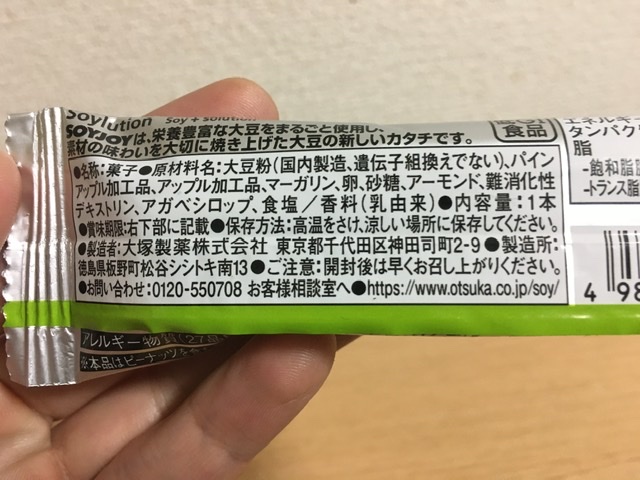 Soylution Soy + solution
SOYJOYは、栄養豊富な大豆をまるごと使用し、
素材の味わいを大切に焼き上げた大豆の新しいカタチです。
食品
●名称:菓子●原材料名:大豆粉(国内製造、遺伝子組換えでない)、パイン
アップル加工品、アップル加工品、マーガリン、卵、砂糖、アーモンド、難消化性
デキストリン、アガベシロップ、食塩/香料(乳由来)●内容量:1本
●賞味期限:右下部に記載●保存方法:高温をさけ、涼しい場所に保存してください。
●製造者:大塚製薬株式会社 東京都千代田区神田司町2-9●製造所:
徳島県板野町松谷シシトキ南13●ご注意:開封後は早くお召し上がりください。
●お問い合わせ:0120-550708 お客様相談室へ●https://www.otsuka.co.jp/soy/
エネルギー
タンパク
脂
-飽和脂肪
-トランス脂
4 98
アレルギー物質(27品
※本品はピーナッツを